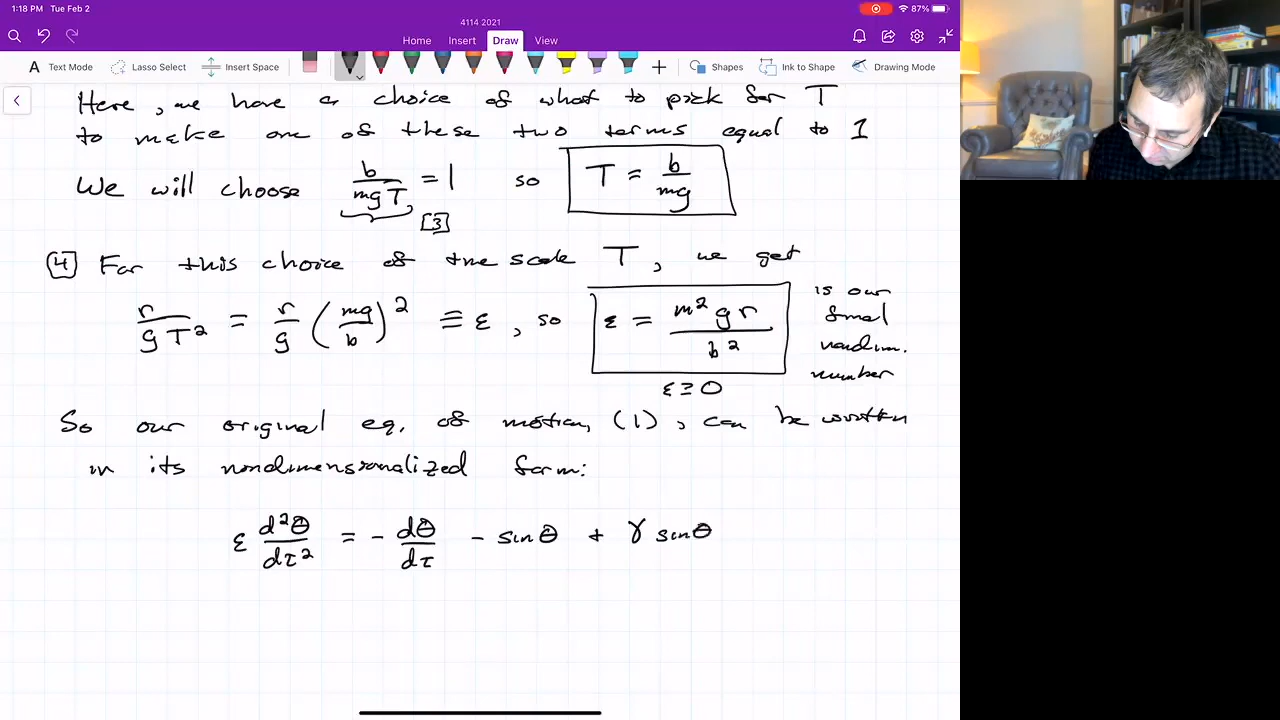 1:18 PM Tue Feb 2
87%
4114 2021
Home Insert Draw View
Text Mode Lasso Select Insert Space Shapes Ink to Shape Drawing Mode
Here, we have a choice of what to pick for T
to make one of these two terms equal to 1
We will choose b/(mgT) = 1 so T = b/mg
[3]
[4] For this choice of the scale T, we get
r/(gT²) = r/g (mg/b)² ≡ ε, so ε = m²gr/b² is our small nondim. number
ε ≥ 0
So our original eq. of motion, (1), can be written
in its nondimensionalized form:
ε d²θ/dτ² = - dθ/dτ - sinθ + γ sinθ